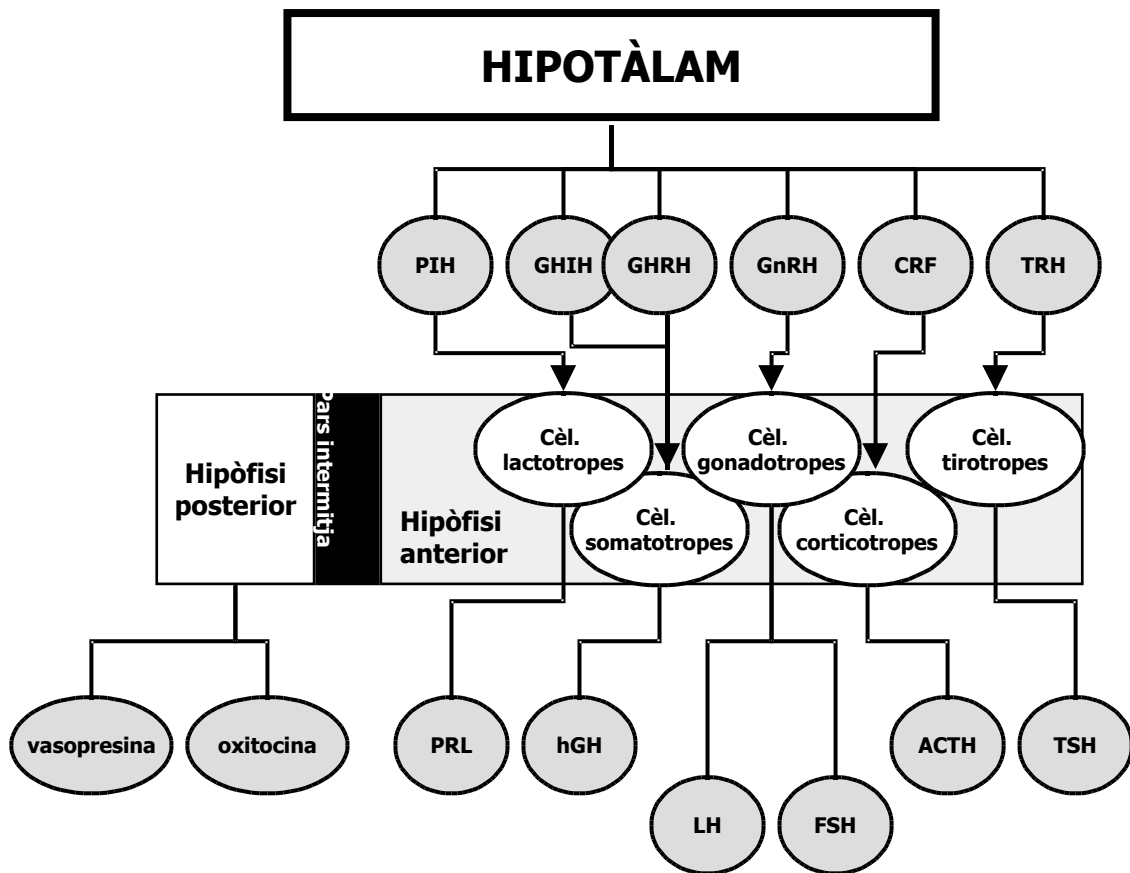 HIPOTÀLAM
PIH
GHIH
GHRH
GnRH
CRF
TRH
Hipòfisi
posterior
Pars intermitja
Hipòfisi
anterior
Cèl.
lactotropes
Cèl.
somatotropes
Cèl.
gonadotropes
Cèl.
corticotropes
Cèl.
tirotropes
vasopresina
oxitocina
PRL
hGH
LH
FSH
ACTH
TSH